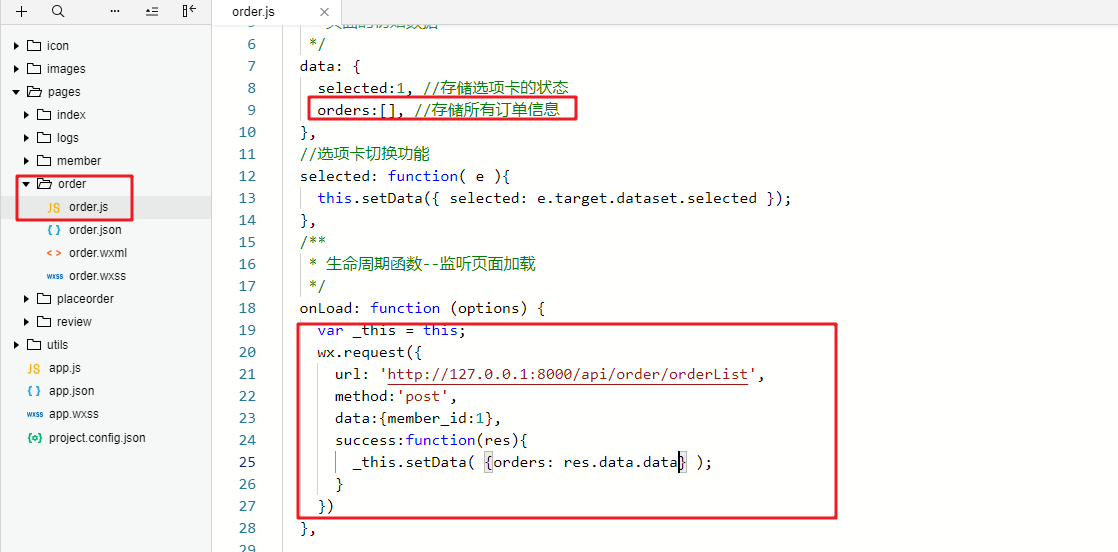 order.js
icon
images
pages
index
logs
member
order
JS order.js
{ } order.json
< > order.wxml
wxss order.wxss
placeorder
review
utils
JS app.js
{ } app.json
wxss app.wxss
{o} project.config.json
6 */
7 data: {
8 selected:1, //存储选项卡的状态
9 orders:[], //存储所有订单信息
10 },
11 //选项卡切换功能
12 selected: function( e ){
13 this.setData({ selected: e.target.dataset.selected });
14 },
15 /**
16 * 生命周期函数--监听页面加载
17 */
18 onLoad: function (options) {
19 var _this = this;
20 wx.request({
21 url: 'http://127.0.0.1:8000/api/order/orderList',
22 method:'post',
23 data:{member_id:1},
24 success:function(res){
25 _this.setData( {orders: res.data.data} );
26 }
27 })
28 },
29